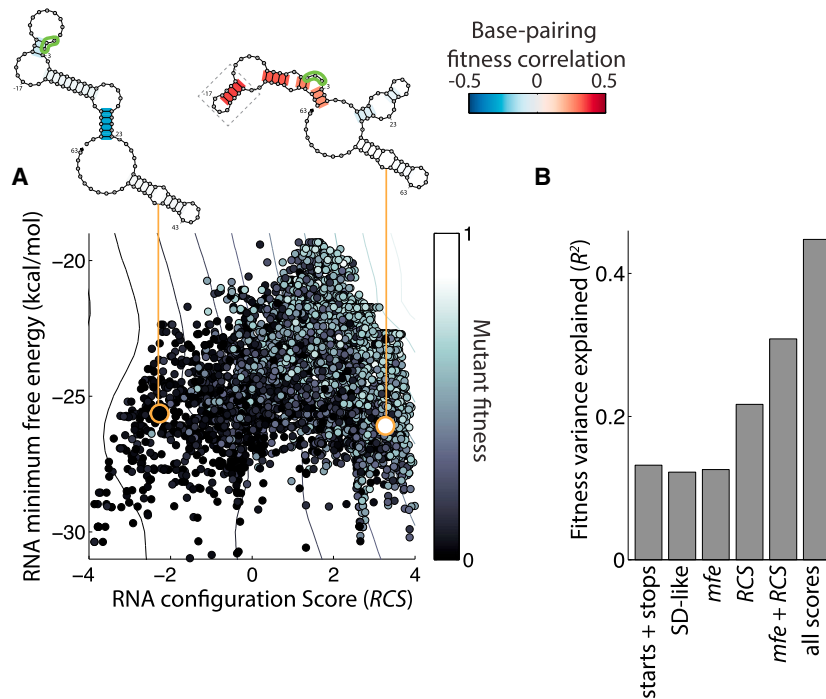 Base-pairing
fitness correlation
-0.5 0 0.5
3
-17
23
63
43
3
-17
63
23
63
A
B
RNA minimum free energy (kcal/mol)
−20
−25
−30
−4 −2 0 2 4
RNA configuration Score (RCS)
1
Mutant fitness
0
Fitness variance explained (R²)
0.4
0.2
0
starts + stops
SD-like
mfe
RCS
mfe + RCS
all scores